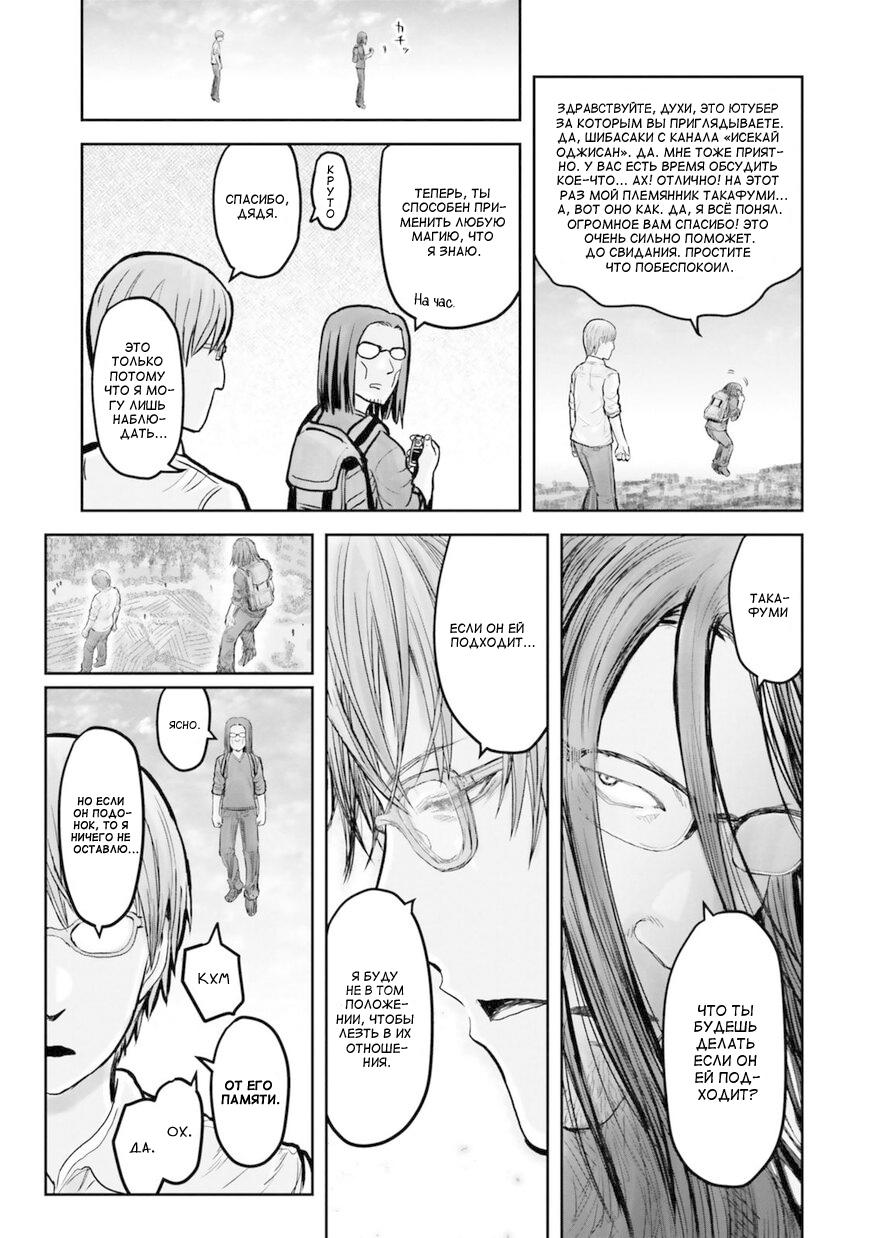 ЗДРАВСТВУЙТЕ, ДУХИ, ЭТО ЮТУБЕР
ЗА КОТОРЫМ ВЫ ПРИГЛЯДЫВАЕТЕ.
ДА, ШИБАСАКИ С КАНАЛА «ИСЕКАЙ
ОДЖИСАН». ДА. МНЕ ТОЖЕ ПРИЯТ-
НО. У ВАС ЕСТЬ ВРЕМЯ ОБСУДИТЬ
КОЕ-ЧТО... АХ! ОТЛИЧНО! НА ЭТОТ
РАЗ МОЙ ПЛЕМЯННИК ТАКАФУМИ...
А, ВОТ ОНО КАК. ДА, Я ВСЁ ПОНЯЛ.
ОГРОМНОЕ ВАМ СПАСИБО! ЭТО
ОЧЕНЬ СИЛЬНО ПОМОЖЕТ.
ДО СВИДАНИЯ. ПРОСТИТЕ
ЧТО ПОБЕСПОКОИЛ.
カチッ
ТЕПЕРЬ, ТЫ
СПОСОБЕН ПРИ-
МЕНИТЬ ЛЮБУЮ
МАГИЮ, ЧТО
Я ЗНАЮ.
На час.
КРУТО
СПАСИБО,
ДЯДЯ.
ЭТО
ТОЛЬКО
ПОТОМУ
ЧТО Я МО-
ГУ ЛИШЬ
НАБЛЮ-
ДАТЬ...
ТАКА-
ФУМИ
ЧТО ТЫ
БУДЕШЬ
ДЕЛАТЬ
ЕСЛИ ОН
ЕЙ ПОД-
ХОДИТ?
ЕСЛИ ОН ЕЙ
ПОДХОДИТ...
Я БУДУ
НЕ В ТОМ
ПОЛОЖЕ-
НИИ, ЧТОБЫ
ЛЕЗТЬ В ИХ
ОТНОШЕ-
НИЯ.
ЯСНО.
НО ЕСЛИ
ОН ПОДО-
НОК, ТО Я
НИЧЕГО НЕ
ОСТАВЛЮ...
КХМ
ОТ ЕГО
ПАМЯТИ.
ОХ.
ДА.